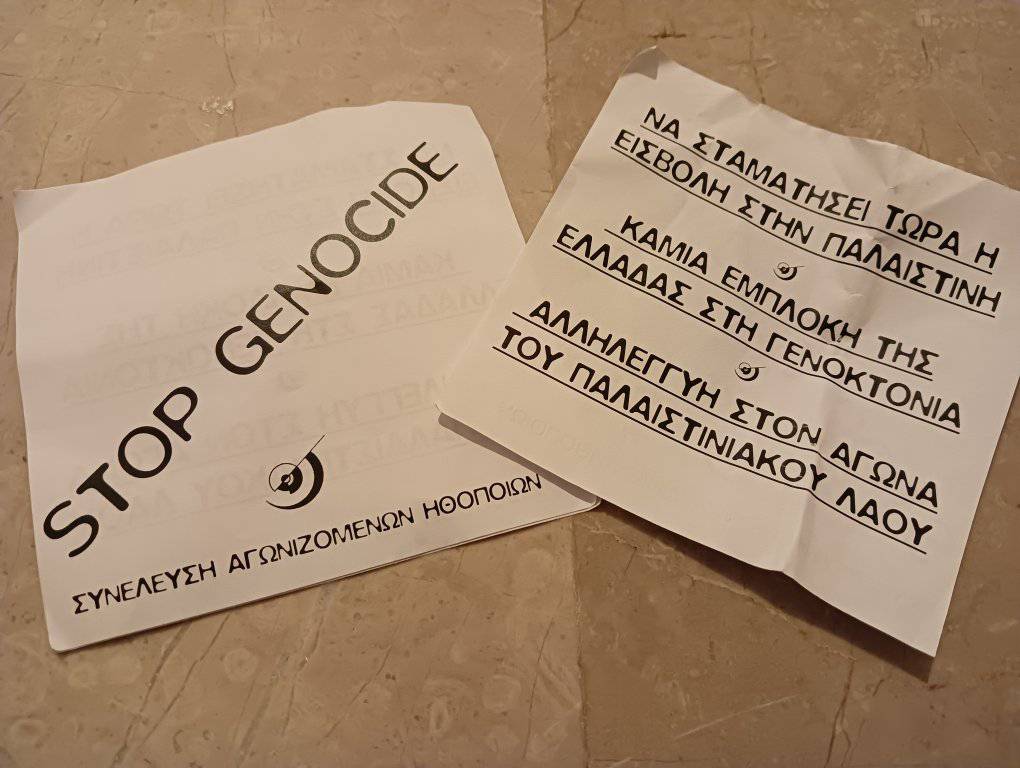 STOP GENOCIDE
ΣΥΝΕΛΕΥΣΗ ΑΓΩΝΙΖΟΜΕΝΩΝ ΗΘΟΠΟΙΩΝ
ΝΑ ΣΤΑΜΑΤΗΣΕΙ ΤΩΡΑ Η
ΕΙΣΒΟΛΗ ΣΤΗΝ ΠΑΛΑΙΣΤΙΝΗ
ΚΑΜΙΑ ΕΜΠΛΟΚΗ ΤΗΣ
ΕΛΛΑΔΑΣ ΣΤΗ ΓΕΝΟΚΤΟΝΙΑ
ΑΛΛΗΛΕΓΓΥΗ ΣΤΟΝ ΑΓΩΝΑ
ΤΟΥ ΠΑΛΑΙΣΤΙΝΙΑΚΟΥ ΛΑΟΥ